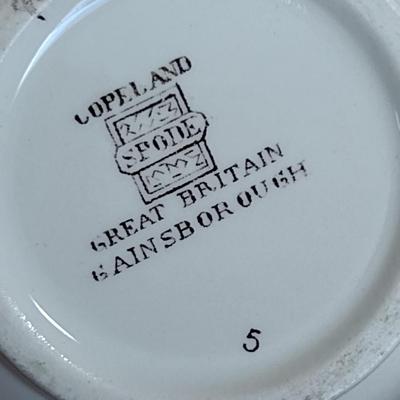 COPELAND
SPODE
GREAT BRITAIN
GAINSBOROUGH
5